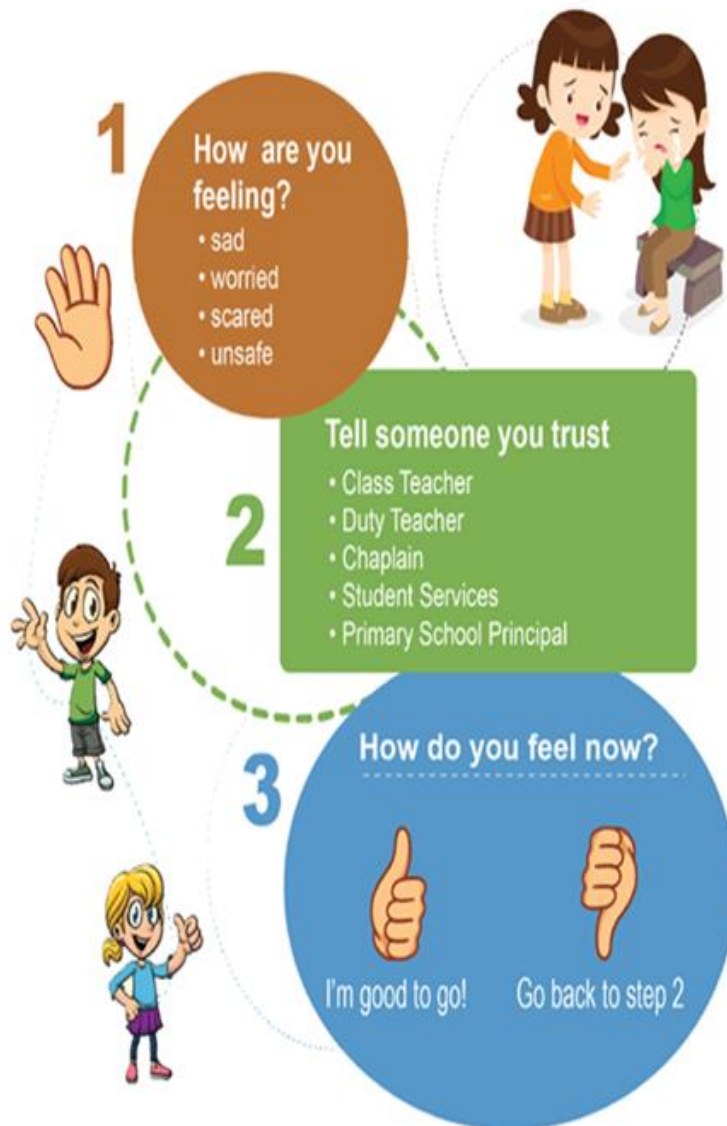 1
How are you
feeling?
• sad
• worried
• scared
• unsafe
2
Tell someone you trust
• Class Teacher
• Duty Teacher
• Chaplain
• Student Services
• Primary School Principal
3
How do you feel now?
I'm good to go!
Go back to step 2